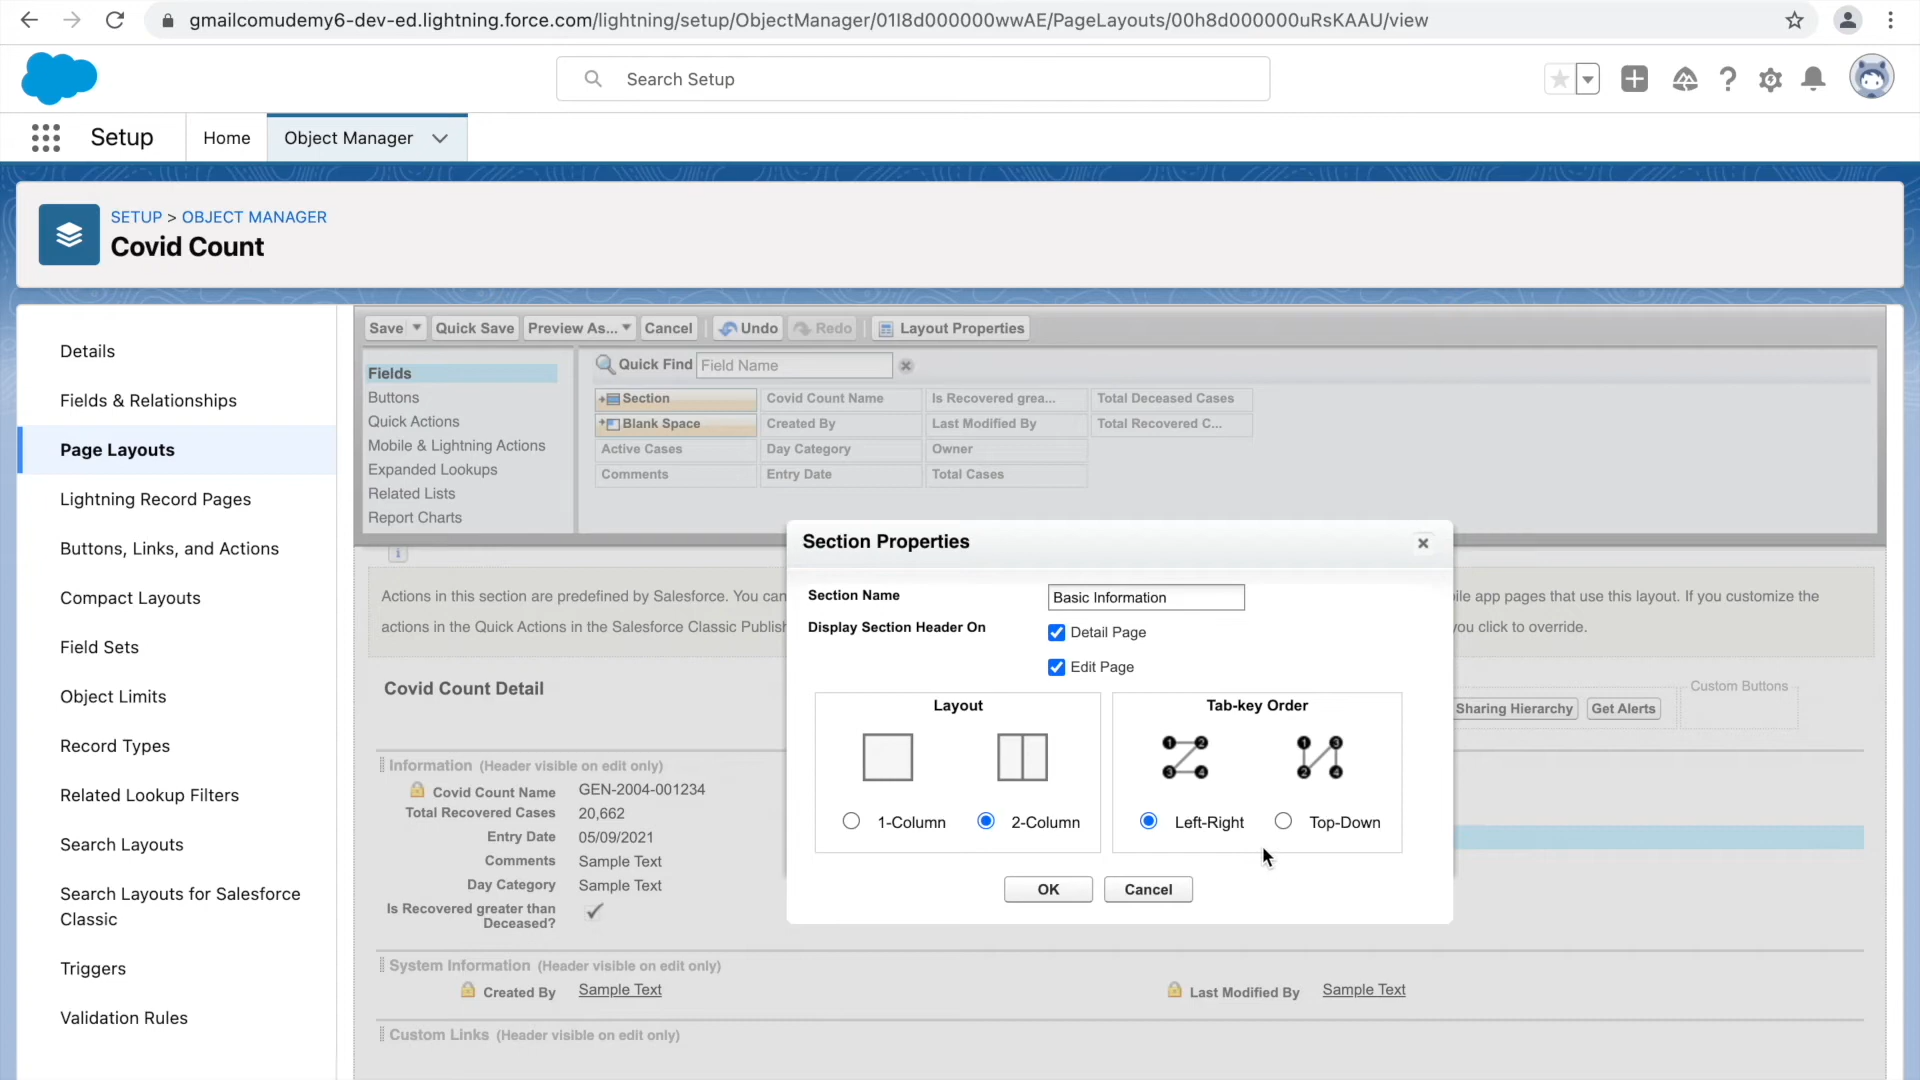 gmailcomudemy6-dev-ed.lightning.force.com/lightning/setup/ObjectManager/01I8d000000wwAE/PageLayouts/00h8d000000uRsKAAU/view
Search Setup
Setup
Home
Object Manager
SETUP > OBJECT MANAGER
Covid Count
Details
Fields & Relationships
Page Layouts
Lightning Record Pages
Buttons, Links, and Actions
Compact Layouts
Field Sets
Object Limits
Record Types
Related Lookup Filters
Search Layouts
Search Layouts for Salesforce
Classic
Triggers
Validation Rules
Save
Quick Save
Preview As...
Cancel
Undo
Redo
Layout Properties
Fields
Buttons
Quick Actions
Mobile & Lightning Actions
Expanded Lookups
Related Lists
Report Charts
Quick Find
Field Name
Section
Covid Count Name
Is Recovered grea...
Total Deceased Cases
Blank Space
Created By
Last Modified By
Total Recovered C...
Active Cases
Day Category
Owner
Comments
Entry Date
Total Cases
Actions in this section are predefined by Salesforce. You can
ile app pages that use this layout. If you customize the
actions in the Quick Actions in the Salesforce Classic Publish
you click to override.
Covid Count Detail
Sharing Hierarchy
Get Alerts
Custom Buttons
Information (Header visible on edit only)
Covid Count Name GEN-2004-001234
Total Recovered Cases 20,662
Entry Date 05/09/2021
Comments Sample Text
Day Category Sample Text
Is Recovered greater than
Deceased?
System Information (Header visible on edit only)
Created By Sample Text
Last Modified By Sample Text
Custom Links (Header visible on edit only)
Section Properties
Section Name
Basic Information
Display Section Header On
Detail Page
Edit Page
Layout
1-Column
2-Column
Tab-key Order
1 2
3 4
1 3
2 4
Left-Right
Top-Down
OK
Cancel